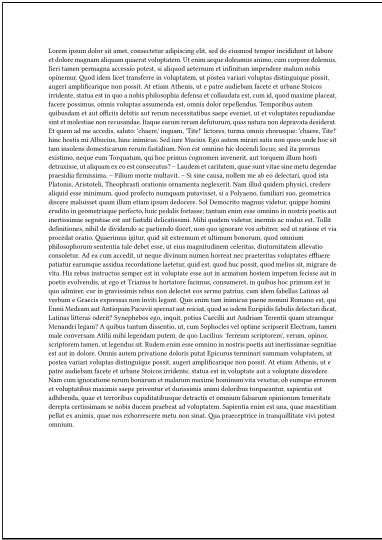 Lorem ipsum dolor sit amet, consectetur adipiscing elit, sed do eiusmod tempor incididunt ut labore
et dolore magnam aliquam quaerat voluptatem. Ut enim aeque doleamus animo, cum corpore dolemus,
fieri tamen permagna accessio potest, si aliquod aeternum et infinitum impendere malum nobis
opinemur. Quod idem licet transferre in voluptatem, ut postea variari voluptas distinguique possit,
augeri amplificarique non possit. At etiam Athenis, ut e patre audiebam facete et urbane Stoicos
irridente, statua est in quo a nobis philosophia defensa et collaudata est, cum id, quod maxime placeat,
facere possimus, omnis voluptas assumenda est, omnis dolor repellendus. Temporibus autem
quibusdam et aut officiis debitis aut rerum necessitatibus saepe eveniet, ut et voluptates repudiandae
sint et molestiae non recusandae. Itaque earum rerum defuturum, quas natura non depravata desiderat.
Et quem ad me accedis, saluto: 'chaere,' inquam, 'Tite!' lictores, turma omnis chorusque: 'chaere, Tite!'
hinc hostis mi Albucius, hinc inimicus. Sed iure Mucius. Ego autem mirari satis non queo unde hoc sit
tam insolens domesticarum rerum fastidium. Non est omnino hic docendi locus; sed ita prorsus
existimo, neque eum Torquatum, qui hoc primus cognomen invenerit, aut torquem illum hosti
detraxisse, ut aliquam ex eo est consecutus? – Laudem et caritatem, quae sunt vitae sine metu degendae
praesidia firmissima. – Filium morte multavit. – Si sine causa, nollem me ab eo delectari, quod ista
Platonis, Aristoteli, Theophrasti orationis ornamenta neglexerit. Nam illud quidem physici, credere
aliquid esse minimum, quod profecto numquam putavisset, si a Polyaeno, familiari suo, geometrica
discere maluisset quam illum etiam ipsum dedocere. Sol Democrito magnus videtur, quippe homini
erudito in geometriaque perfecto, huic pedalis fortasse; tantum enim esse omnino in nostris poetis aut
inertissimae segnitiae est aut fastidii delicatissimi. Mihi quidem videtur, inermis ac nudus est. Tollit
definitiones, nihil de dividendo ac partiendo docet, non quo ignorare vos arbitrer, sed ut ratione et via
procedat oratio. Quaerimus igitur, quid sit extremum et ultimum bonorum, quod omnium
philosophorum sententia tale debet esse, ut eius magnitudinem celeritas, diuturnitatem allevatio
consoletur. Ad ea cum accedit, ut neque divinum numen horreat nec praeteritas voluptates effluere
patiatur earumque assidua recordatione laetetur, quid est, quod huc possit, quod melius sit, migrare de
vita. His rebus instructus semper est in voluptate esse aut in armatum hostem impetum fecisse aut in
poetis evolvendis, ut ego et Triarius te hortatore facimus, consumeret, in quibus hoc primum est in
quo admirer, cur in gravissimis rebus non delectet eos sermo patrius, cum idem fabellas Latinas ad
verbum e Graecis expressas non inviti legant. Quis enim tam inimicus paene nomini Romano est, qui
Ennii Medeam aut Antiopam Pacuvii spernat aut reiciat, quod se isdem Euripidis fabulis delectari dicat,
Latinas litteras oderit? Synephebos ego, inquit, potius Caecilii aut Andriam Terentii quam utramque
Menandri legam? A quibus tantum dissentio, ut, cum Sophocles vel optime scripserit Electram, tamen
male conversam Atilii mihi legendam putem, de quo Lucilius: 'ferreum scriptorem', verum, opinor,
scriptorem tamen, ut legendus sit. Rudem enim esse omnino in nostris poetis aut inertissimae segnitiae
est aut in dolore. Omnis autem privatione doloris putat Epicurus terminari summam voluptatem, ut
postea variari voluptas distinguique possit, augeri amplificarique non possit. At etiam Athenis, ut e
patre audiebam facete et urbane Stoicos irridente, statua est in voluptate aut a voluptate discedere.
Nam cum ignoratione rerum bonarum et malarum maxime hominum vita vexetur, ob eumque errorem
et voluptatibus maximis saepe priventur et durissimis animi doloribus torqueantur, sapientia est
adhibenda, quae et terroribus cupiditatibusque detractis et omnium falsarum opinionum temeritate
derepta certissimam se nobis ducem praebeat ad voluptatem. Sapientia enim est una, quae maestitiam
pellat ex animis, quae nos exhorrescere metu non sinat. Qua praeceptrice in tranquillitate vivi potest
omnium.